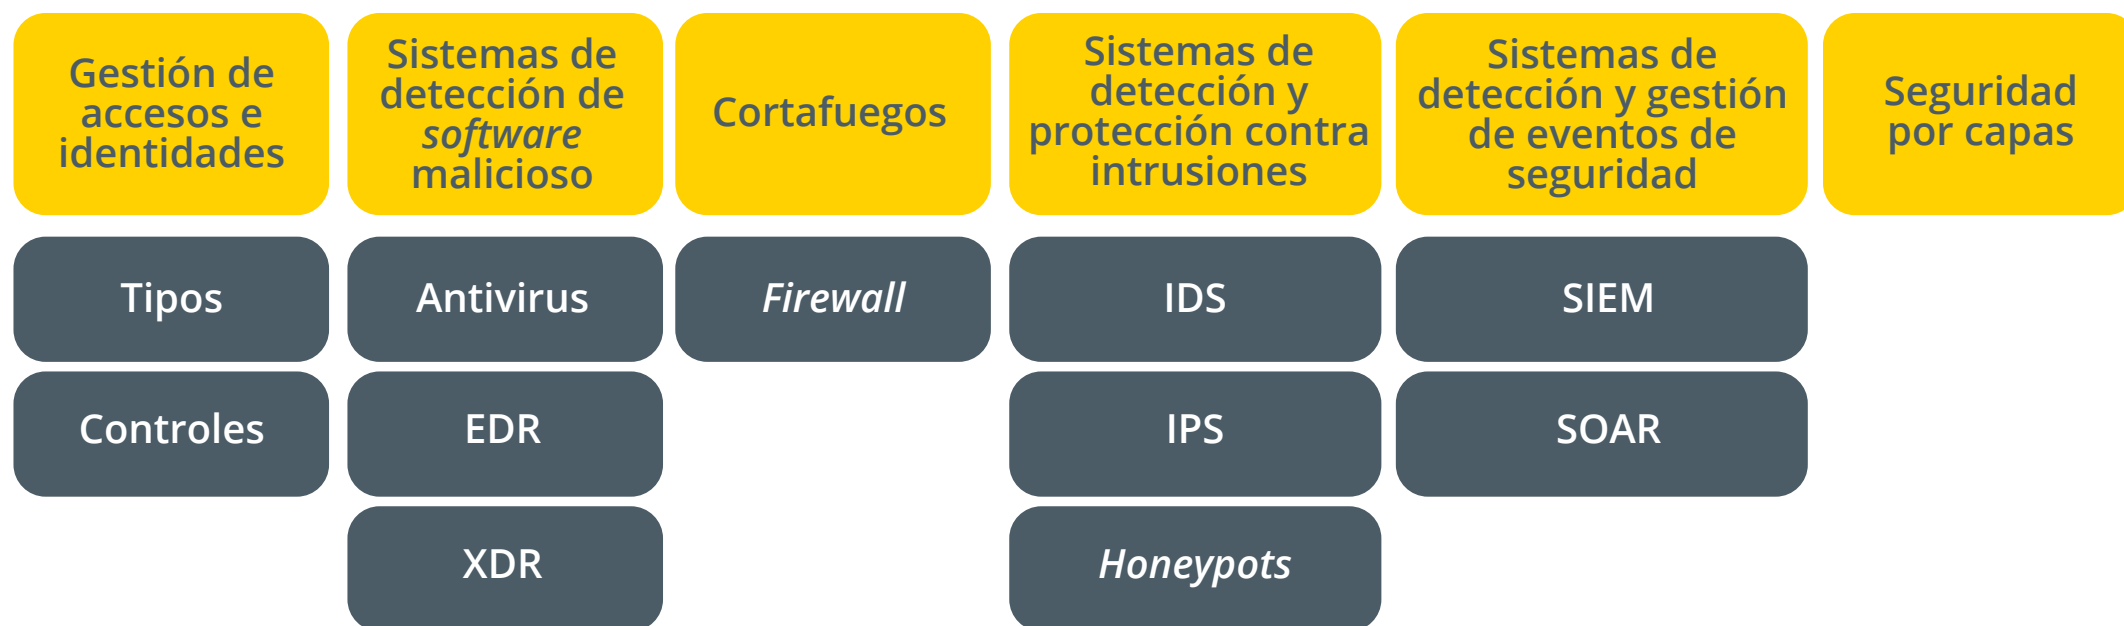 Gestión de
accesos e
identidades
Sistemas de
detección de
software
malicioso
Cortafuegos
Sistemas de
detección y
protección contra
intrusiones
Sistemas de
detección y gestión
de eventos de
seguridad
Seguridad
por capas
Tipos
Antivirus
Firewall
IDS
SIEM
Controles
EDR
IPS
SOAR
XDR
Honeypots